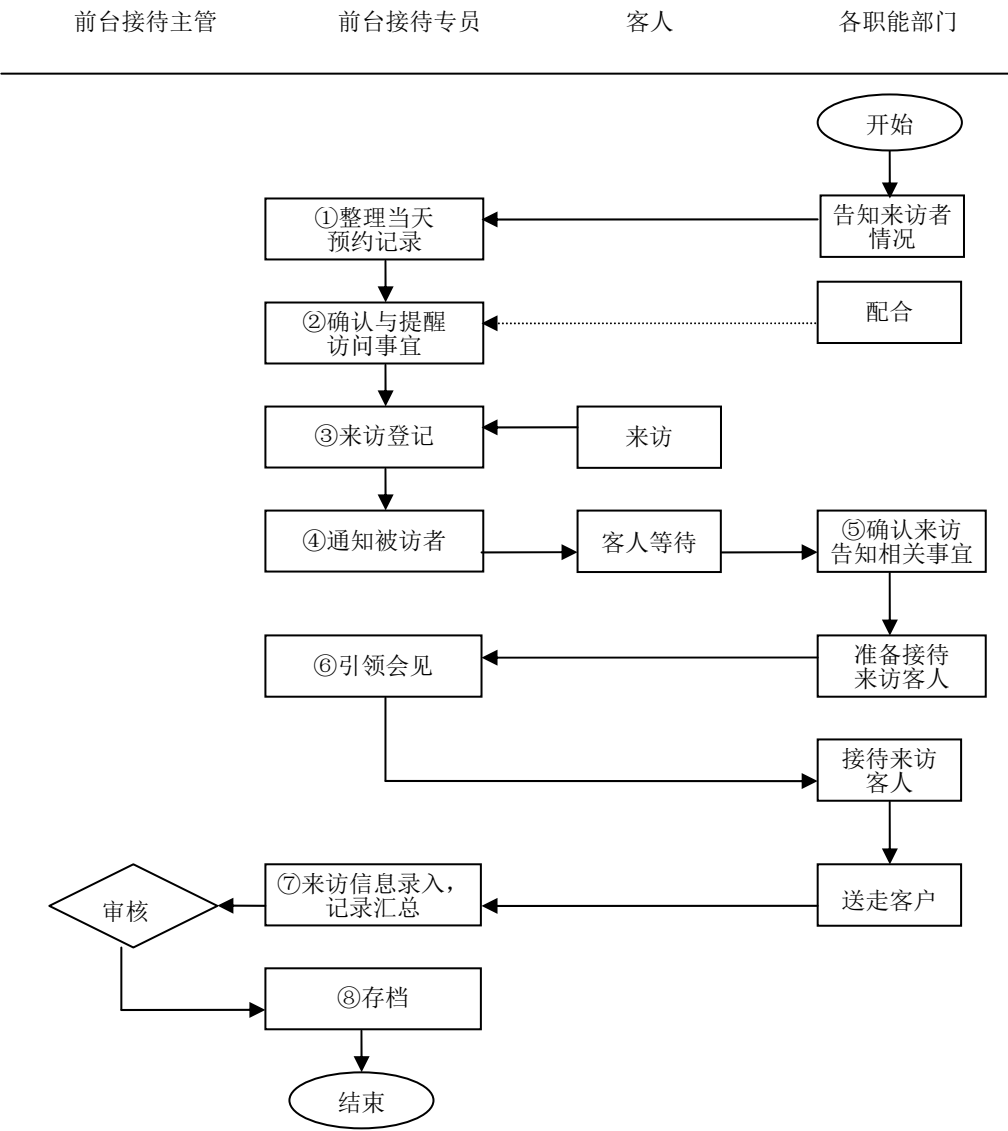 前台接待主管
前台接待专员
客人
各职能部门
开始
①整理当天
预约记录
告知来访者
情况
②确认与提醒
访问事宜
配合
③来访登记
来访
④通知被访者
客人等待
⑤确认来访
告知相关事宜
⑥引领会见
准备接待
来访客人
接待来访
客人
审核
⑦来访信息录入，
记录汇总
送走客户
⑧存档
结束